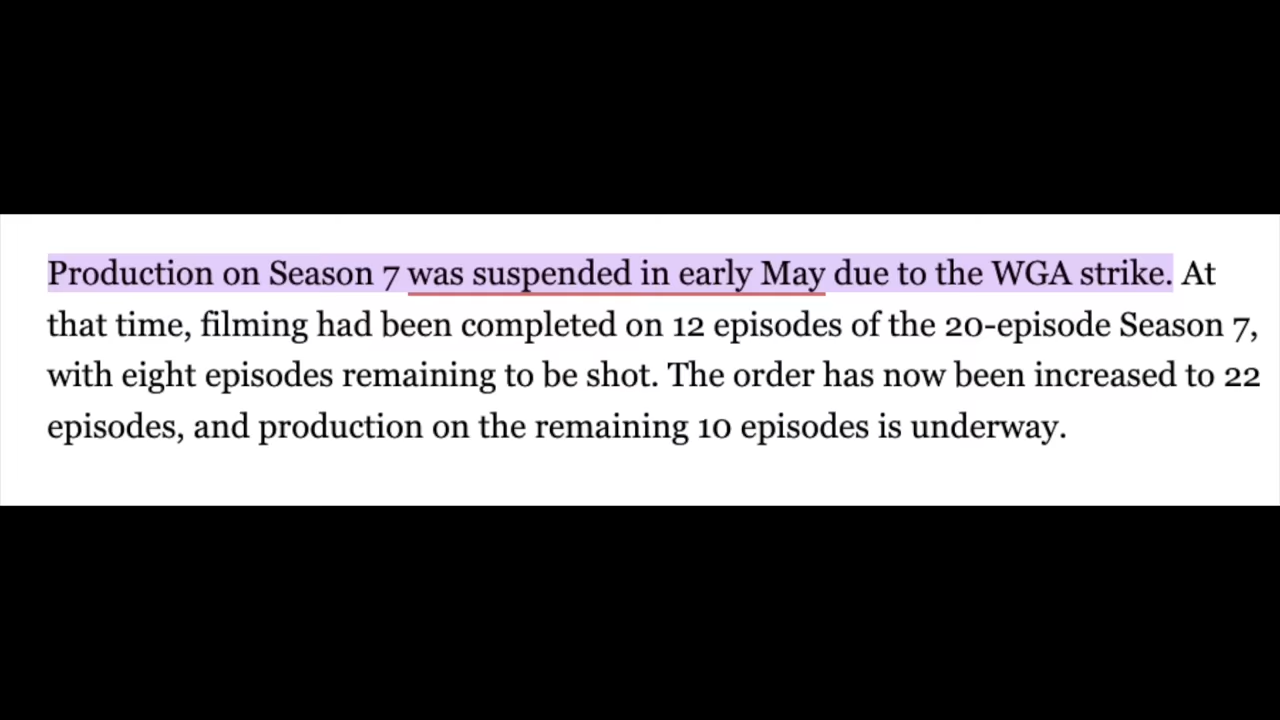 Production on Season 7 was suspended in early May due to the WGA strike. At
that time, filming had been completed on 12 episodes of the 20-episode Season 7,
with eight episodes remaining to be shot. The order has now been increased to 22
episodes, and production on the remaining 10 episodes is underway.